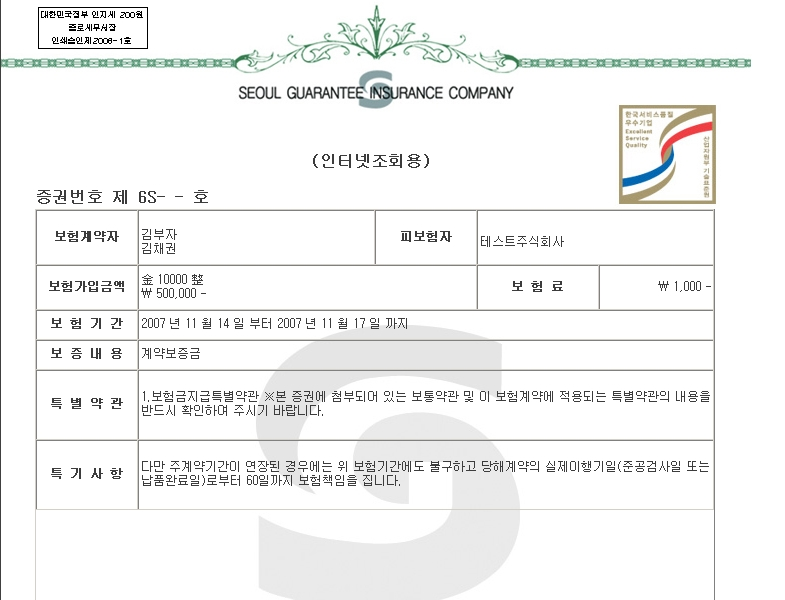 대한민국정부 인지세 200원
종로세무서장
인쇄승인제2006-1호
SEOUL GUARANTEE INSURANCE COMPANY
한국서비스품질
우수기업
Excellent
Service
Quality
산업자원부 기술표준원
(인터넷조회용)
증권번호 제 6S- - 호
보험계약자
김부자
김채권
피보험자
테스트주식회사
보험가입금액
金 10000 整
₩ 500,000 -
보 험 료
₩ 1,000 -
보 험 기 간
2007 년 11 월 14 일 부터 2007 년 11 월 17 일 까지
보 증 내 용
계약보증금
특 별 약 관
1.보험금지급특별약관 ※본 증권에 첨부되어 있는 보통약관 및 이 보험계약에 적용되는 특별약관의 내용을
반드시 확인하여 주시기 바랍니다.
특 기 사 항
다만 주계약기간이 연장된 경우에는 위 보험기간에도 불구하고 당해계약의 실제이행기일(준공검사일 또는
납품완료일)로부터 60일까지 보험책임을 집니다.